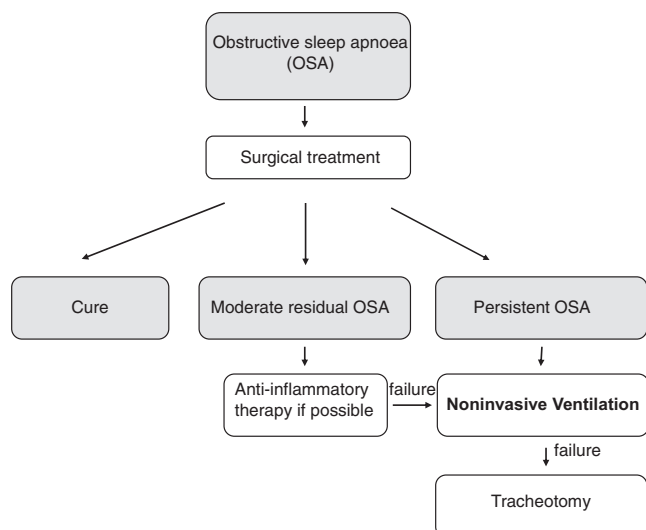 Obstructive sleep apnoea
(OSA)
Surgical treatment
Cure
Moderate residual OSA
Persistent OSA
Anti-inflammatory
therapy if possible
failure
Noninvasive Ventilation
failure
Tracheotomy